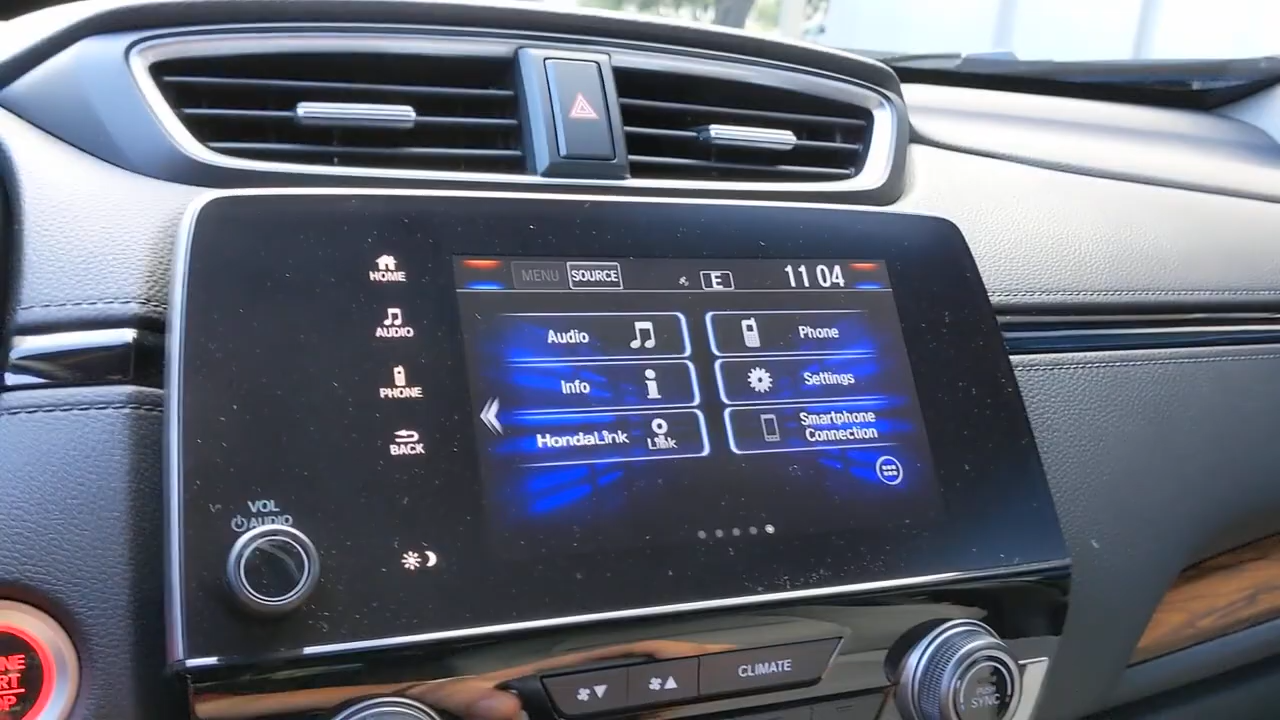 HOME
AUDIO
PHONE
BACK
VOL
AUDIO
MENU SOURCE
E
11 04
Audio
Phone
Info
Settings
HondaLink
Link
Smartphone
Connection
CLIMATE
PUSH
SYNC